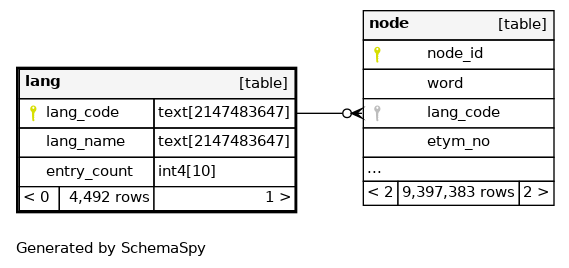 lang [table]
lang_code text[2147483647]
lang_name text[2147483647]
entry_count int4[10]
< 0 4,492 rows 1 >
node [table]
node_id
word
lang_code
etym_no
...
< 2 9,397,383 rows 2 >
Generated by SchemaSpy